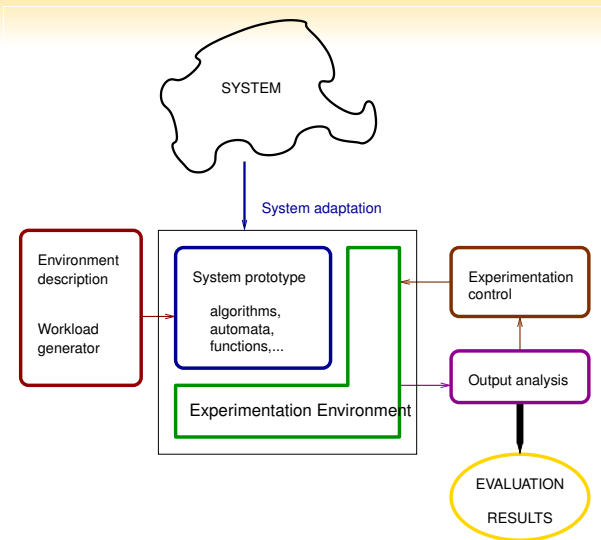 SYSTEM
System adaptation
Environment
description
Workload
generator
System prototype
algorithms,
automata,
functions,...
Experimentation Environment
Experimentation
control
Output analysis
EVALUATION
RESULTS